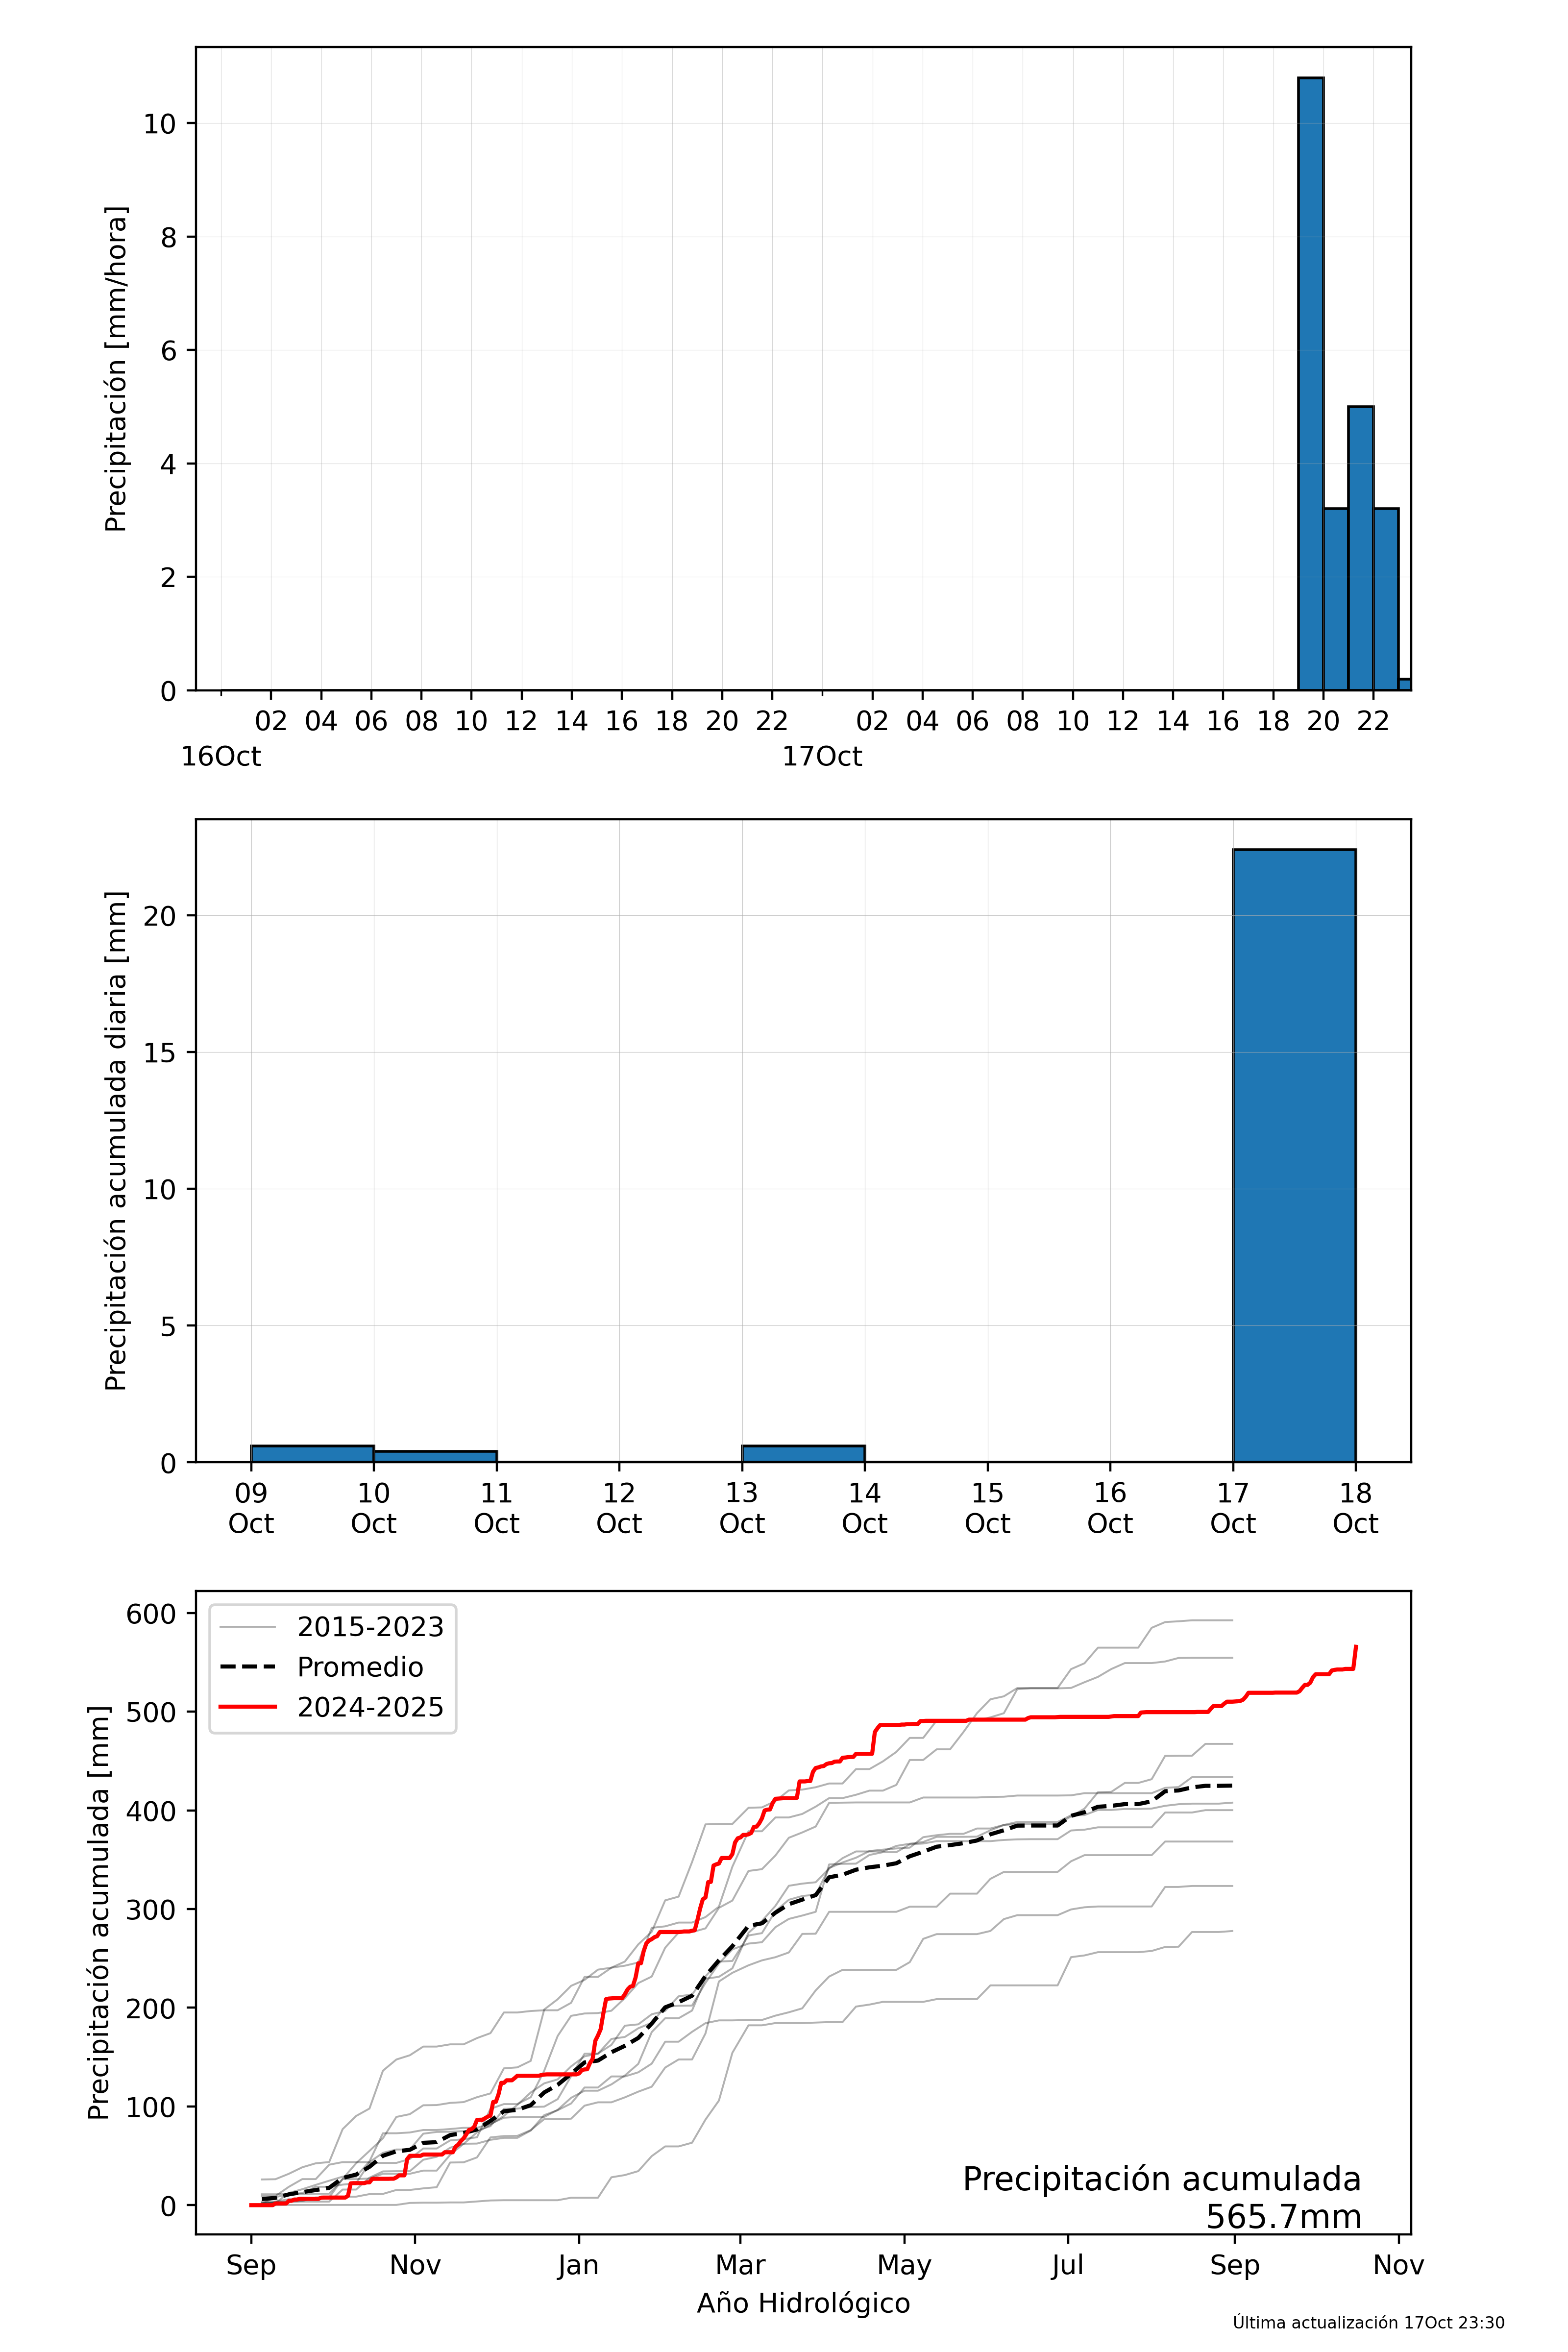 Precipitación [mm/hora]
10
8
6
4
2
0
02 04 06 08 10 12 14 16 18 20 22 02 04 06 08 10 12 14 16 18 20 22
16Oct 17Oct
Precipitación acumulada diaria [mm]
20
15
10
5
0
09 10 11 12 13 14 15 16 17 18
Oct Oct Oct Oct Oct Oct Oct Oct Oct Oct
Precipitación acumulada [mm]
600
500
400
300
200
100
0
2015-2023
Promedio
2024-2025
Precipitación acumulada
565.7mm
Sep Nov Jan Mar May Jul Sep Nov
Año Hidrológico
Última actualización 17Oct 23:30